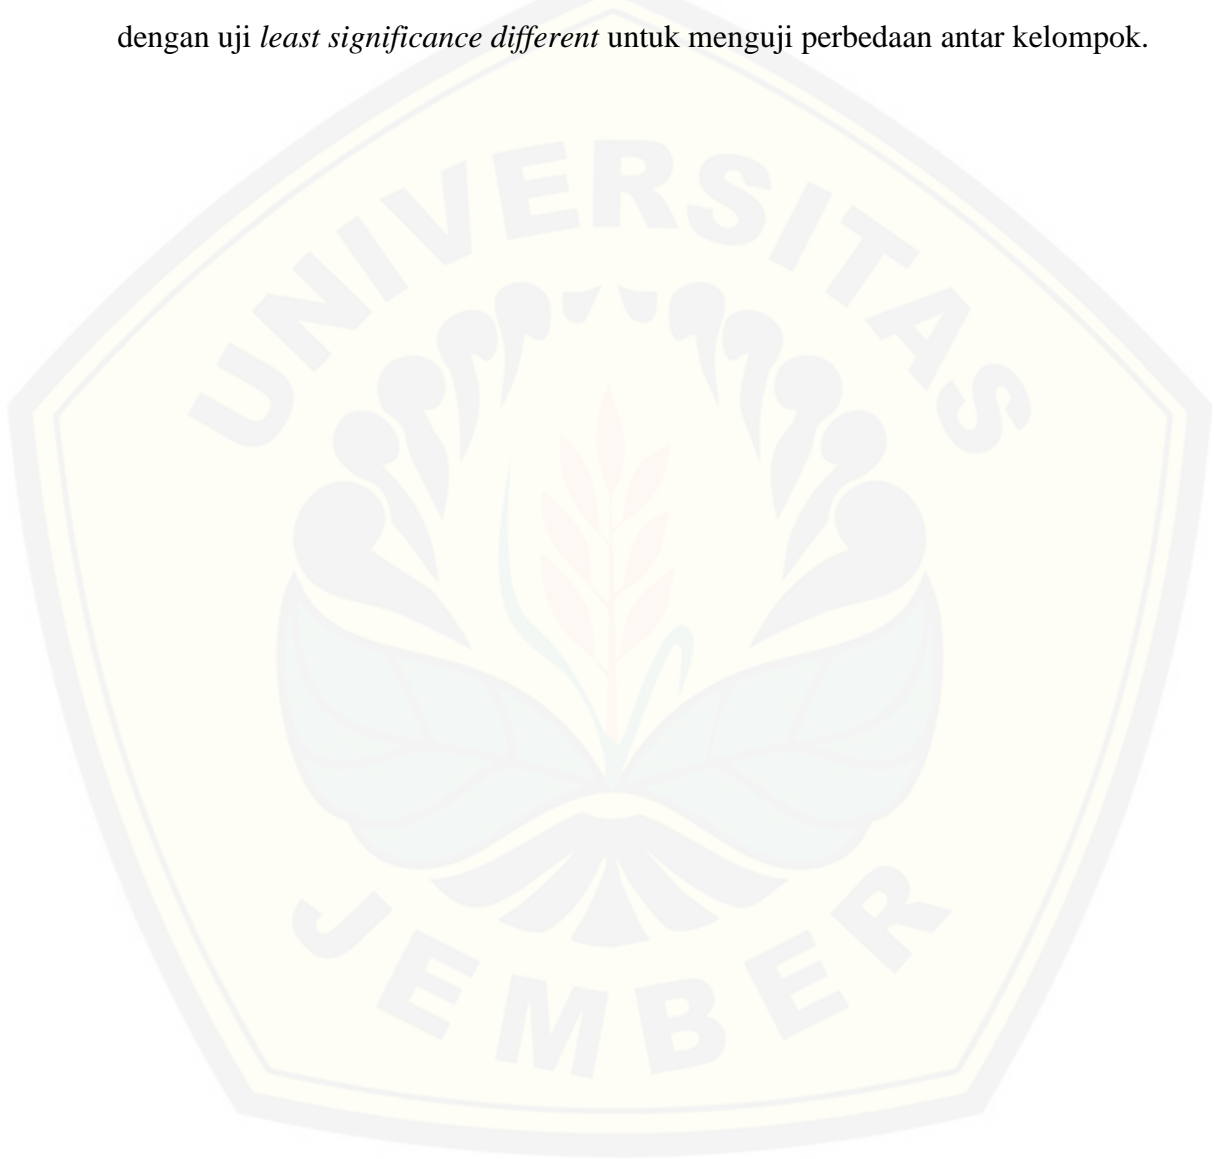 dengan uji least significance different untuk menguji perbedaan antar kelompok.
UNIVERSITAS
JEMBER